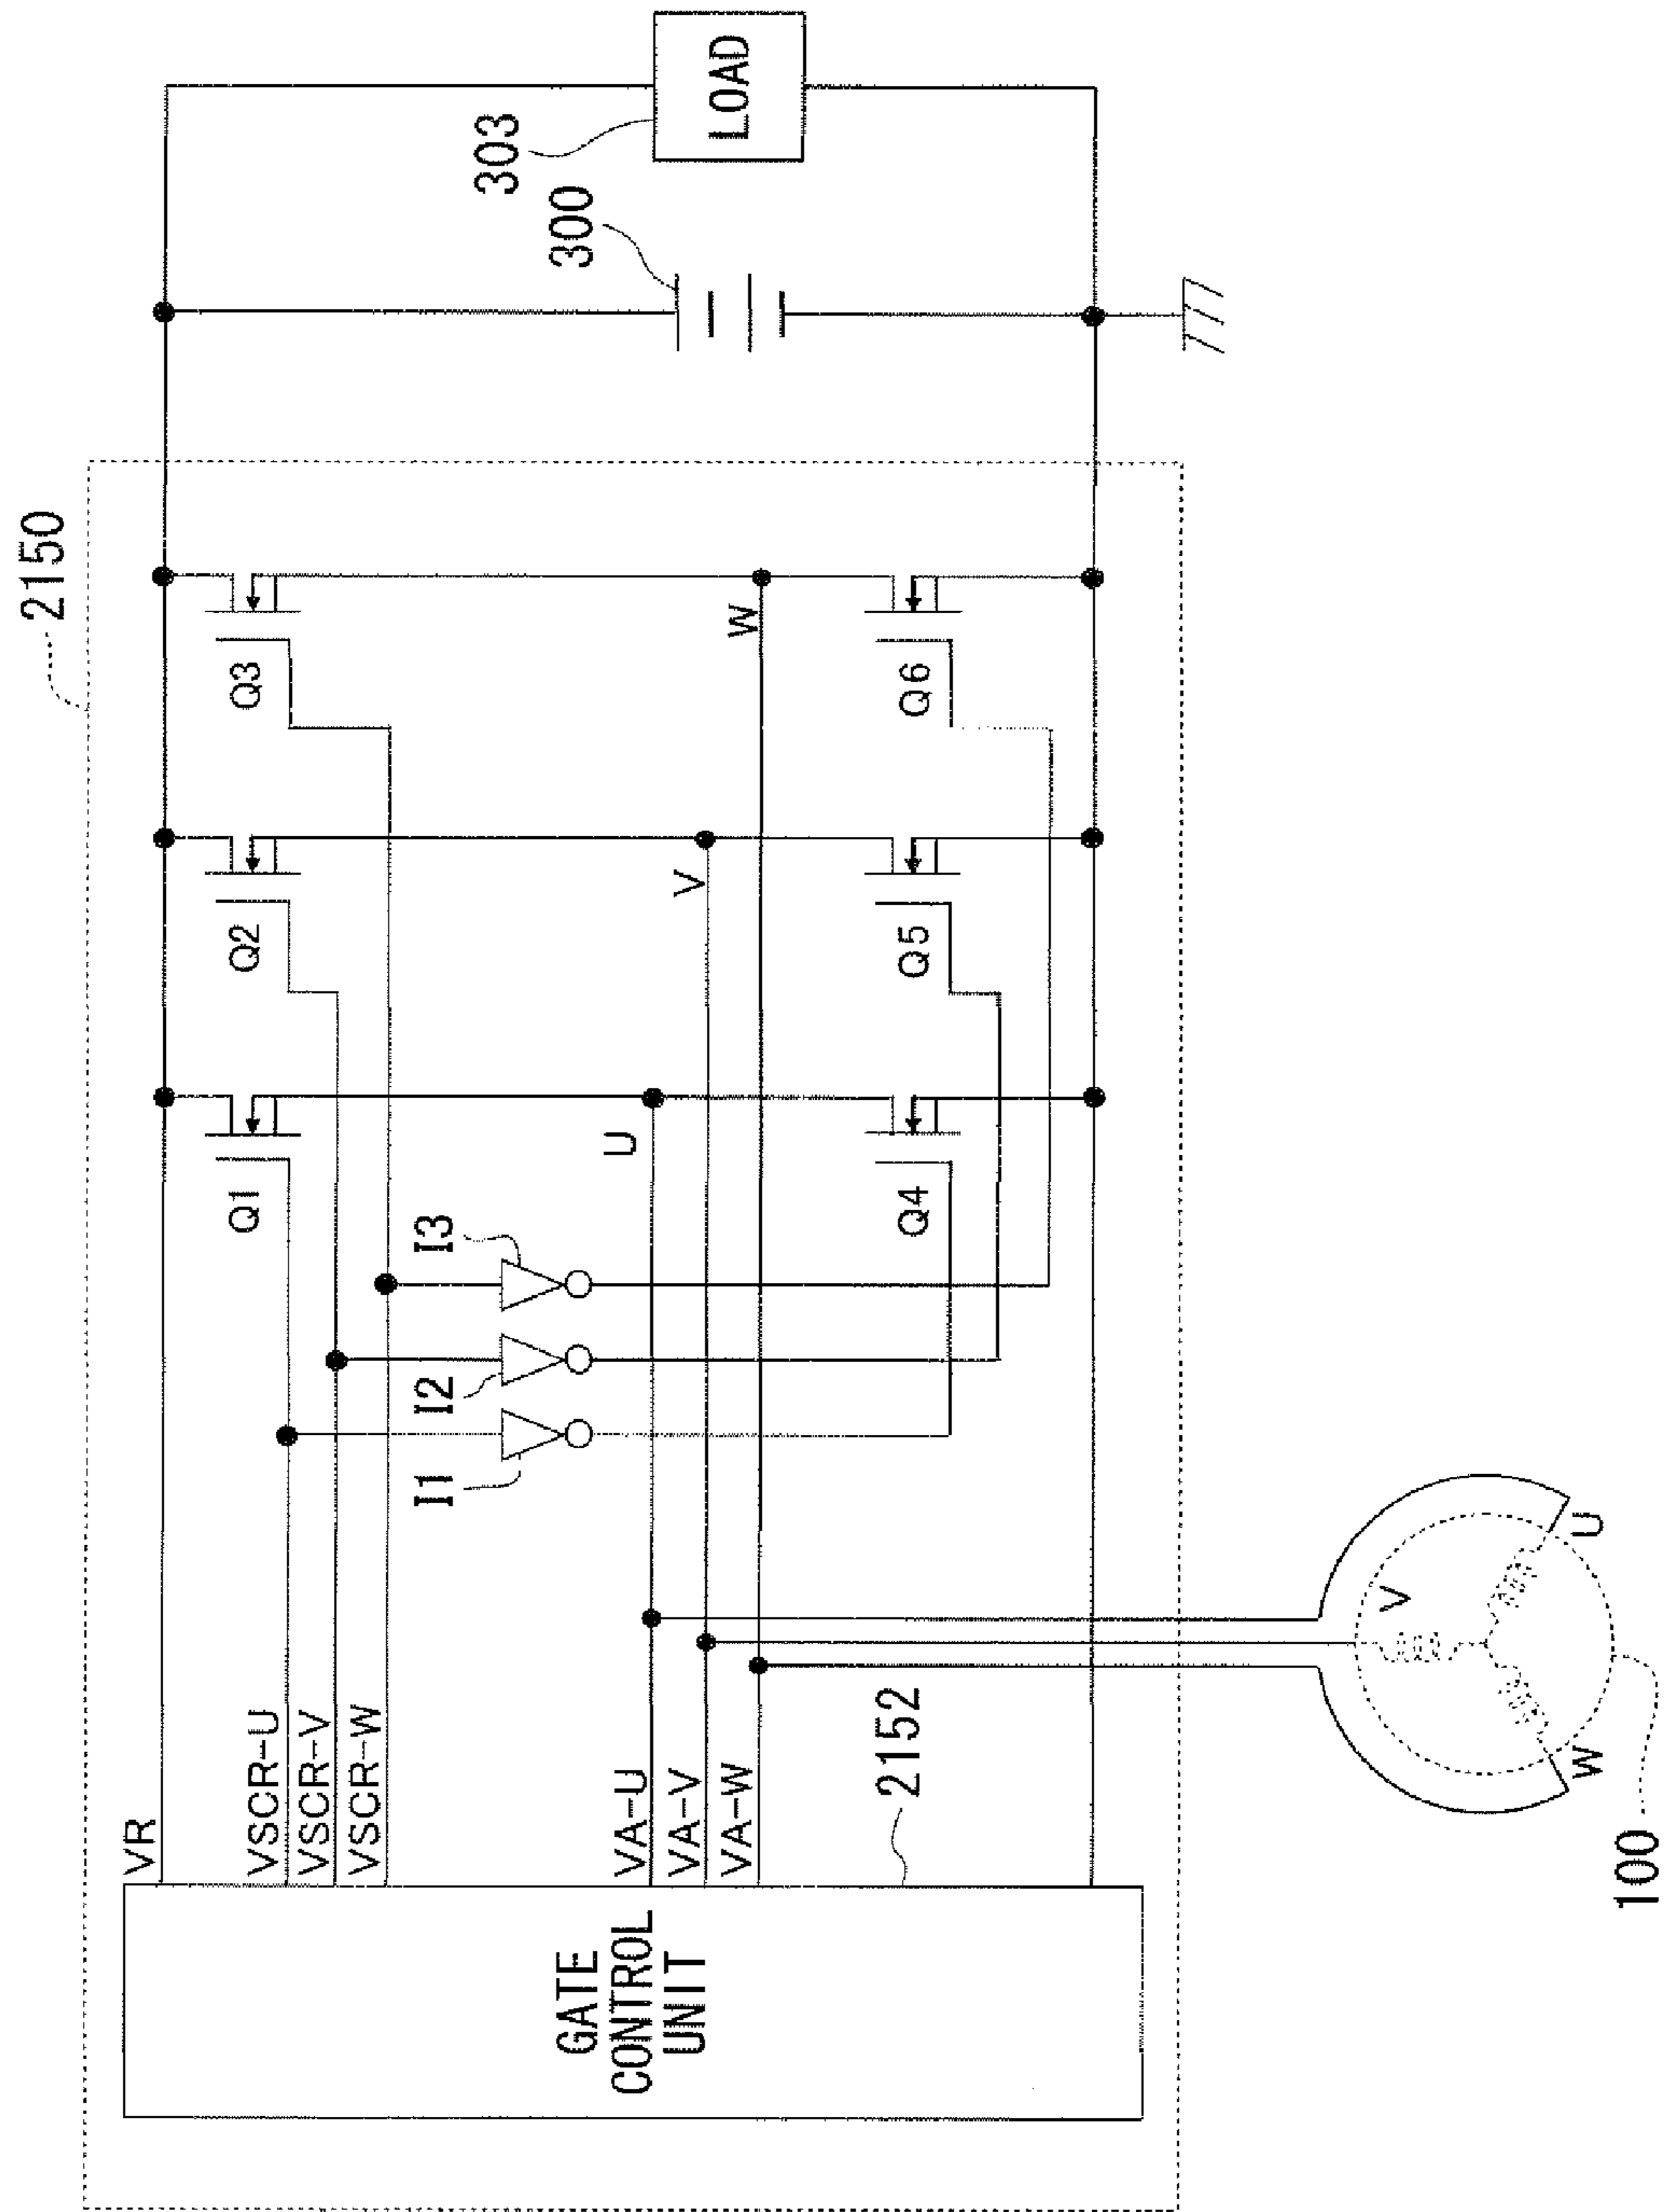 2150
VR
VSCR-U
VSCR-V
VSCR-W
VA-U
VA-V
VA-W
2152
GATE
CONTROL
UNIT
Q1
Q2
Q3
I1
I2
I3
U
V
W
Q4
Q5
Q6
300
303
LOAD
V
U
W
100